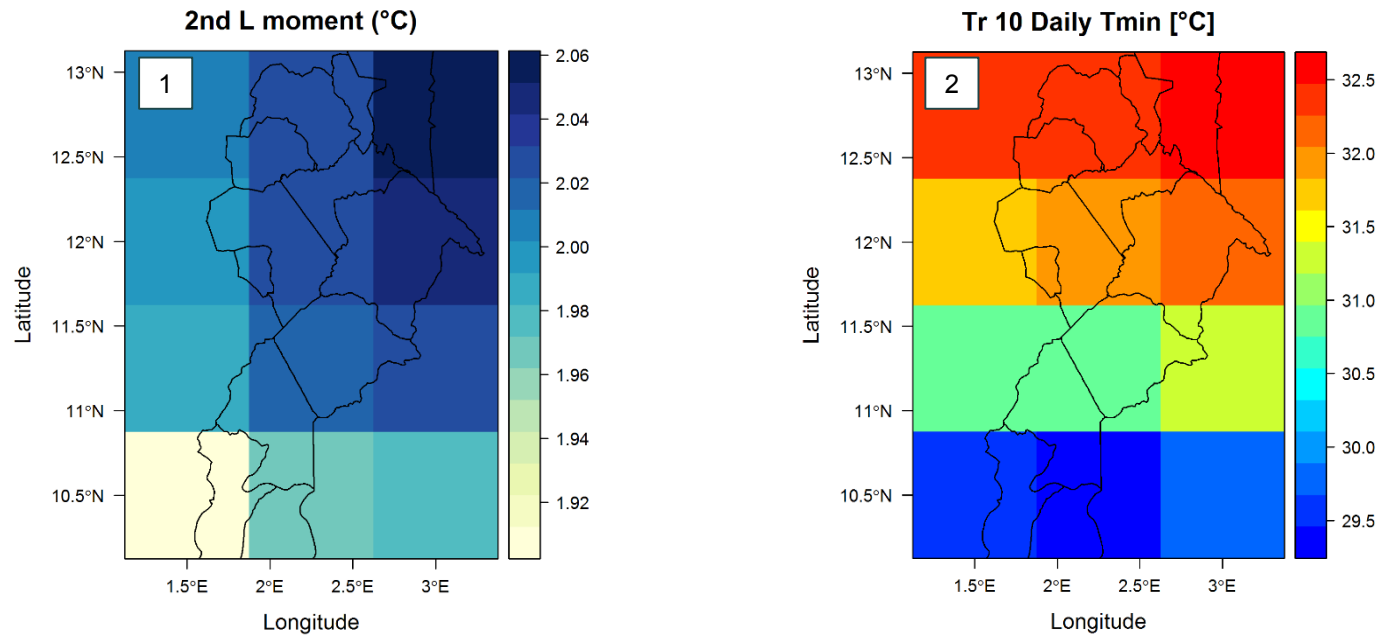 2nd L moment (°C)
1
13°N
12.5°N
12°N
11.5°N
11°N
10.5°N
Latitude
1.5°E
2°E
2.5°E
3°E
Longitude
2.06
2.04
2.02
2.00
1.98
1.96
1.94
1.92
Tr 10 Daily Tmin [°C]
2
13°N
12.5°N
12°N
11.5°N
11°N
10.5°N
Latitude
1.5°E
2°E
2.5°E
3°E
Longitude
32.5
32.0
31.5
31.0
30.5
30.0
29.5